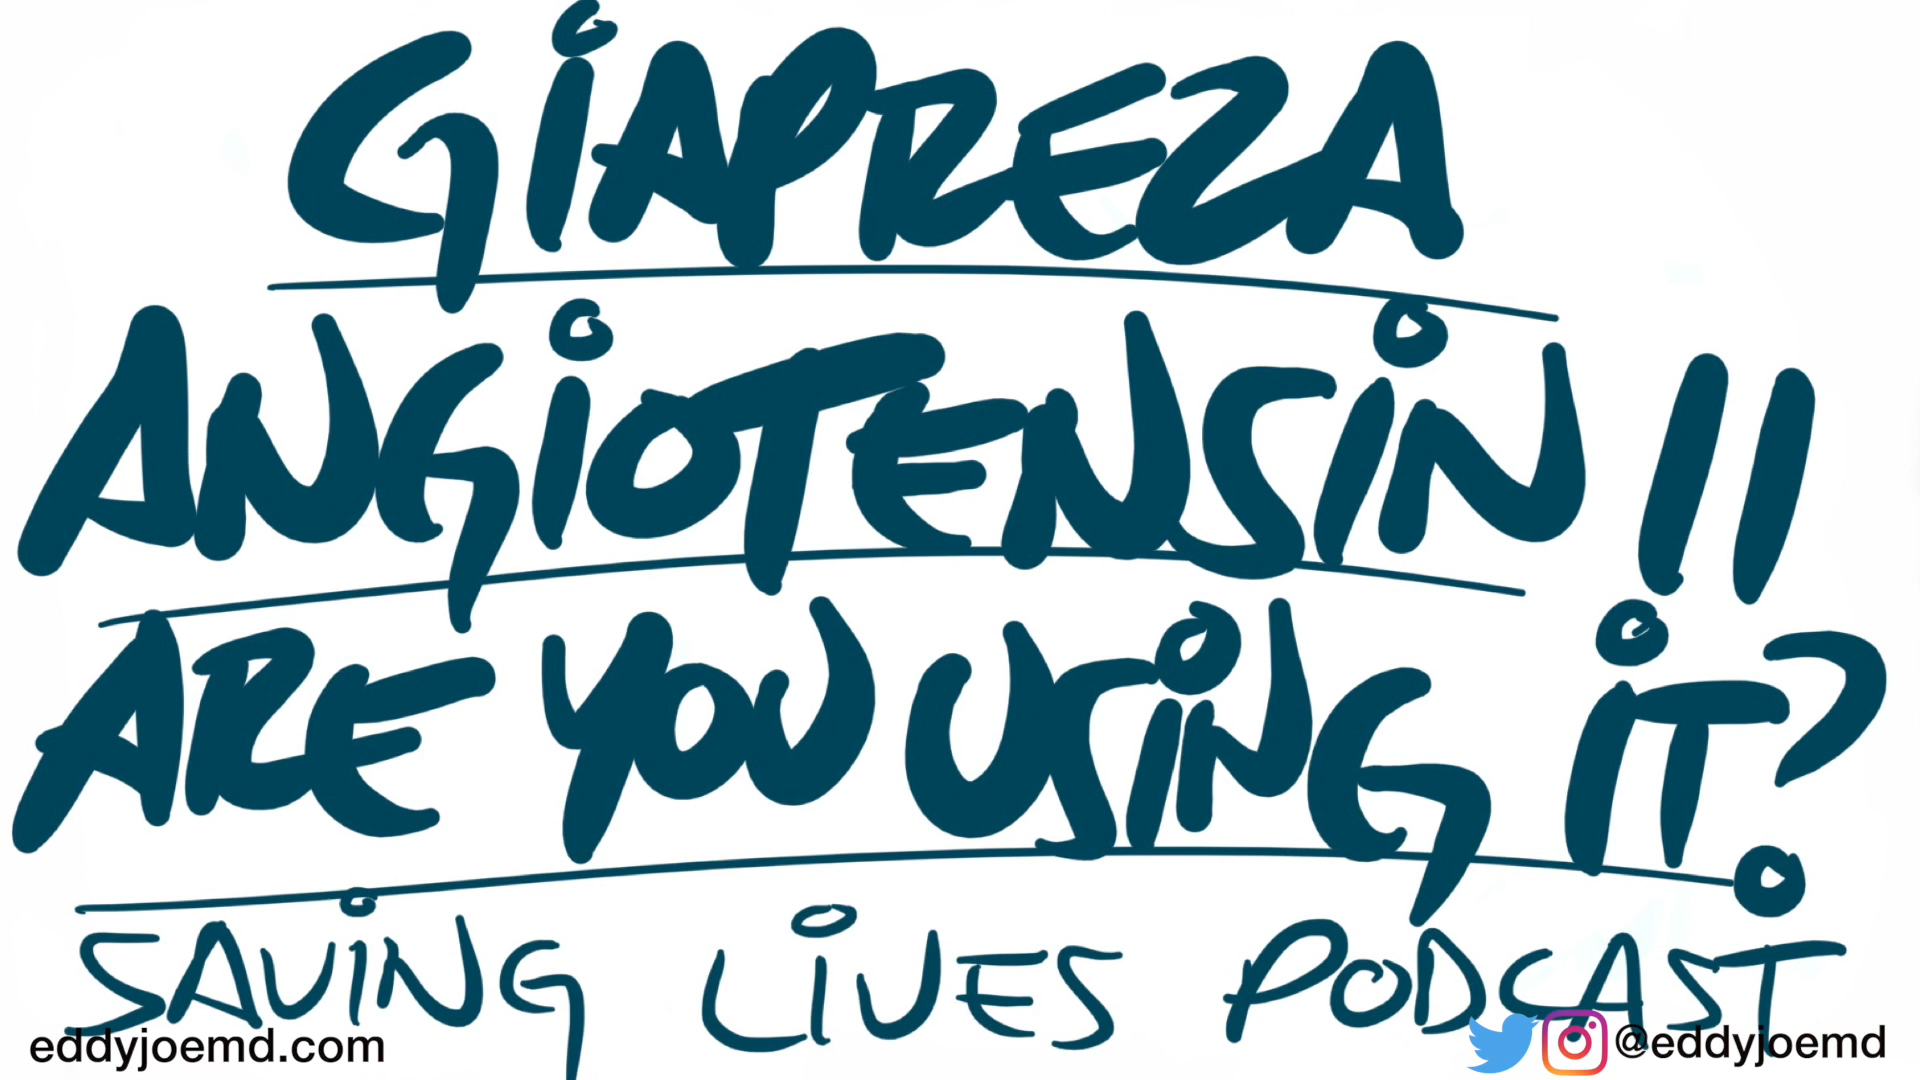 GiAPREZA
ANGiOTENSiN II
ARE YOU USiNG iT?
SAViNG LiVES PODCAST
eddyjoemd.com
@eddyjoemd